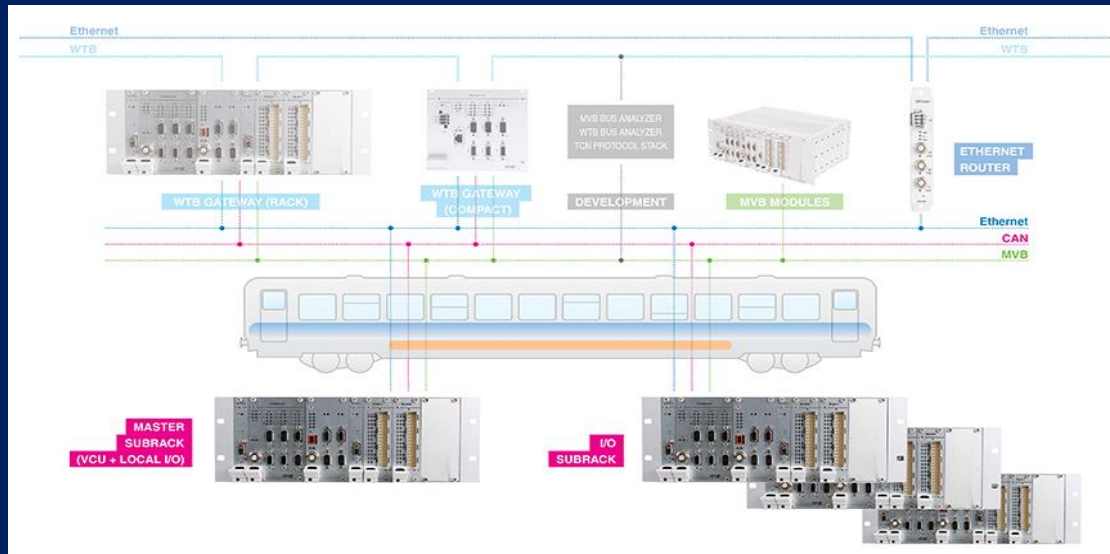 Ethernet
WTB
Ethernet
WTB
MVB BUS ANALYZER
WTB BUS ANALYZER
TCN PROTOCOL STACK
ETHERNET
ROUTER
WTB GATEWAY (RACK)
WTB GATEWAY
(COMPACT)
DEVELOPMENT
MVB MODULES
Ethernet
CAN
MVB
MASTER
SUBRACK
(VCU + LOCAL I/O)
I/O
SUBRACK